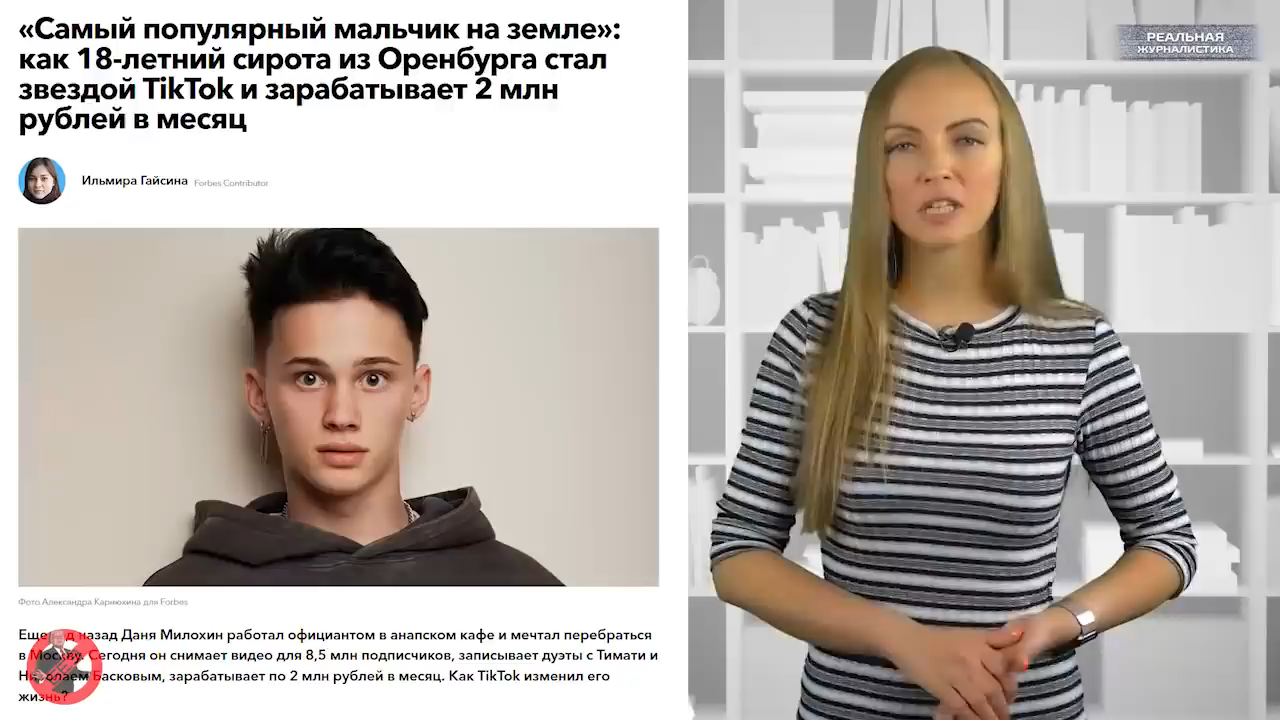 «Самый популярный мальчик на земле»:
как 18-летний сирота из Оренбурга стал
звездой TikTok и зарабатывает 2 млн
рублей в месяц
РЕАЛЬНАЯ
ЖУРНАЛИСТИКА
Ильмира Гайсина Forbes Contributor
Фото Александра Карнюхина для Forbes
Еще год назад Даня Милохин работал официантом в анапском кафе и мечтал перебраться
в Москву. Сегодня он снимает видео для 8,5 млн подписчиков, записывает дуэты с Тимати и
Николаем Басковым, зарабатывает по 2 млн рублей в месяц. Как TikTok изменил его
жизнь?